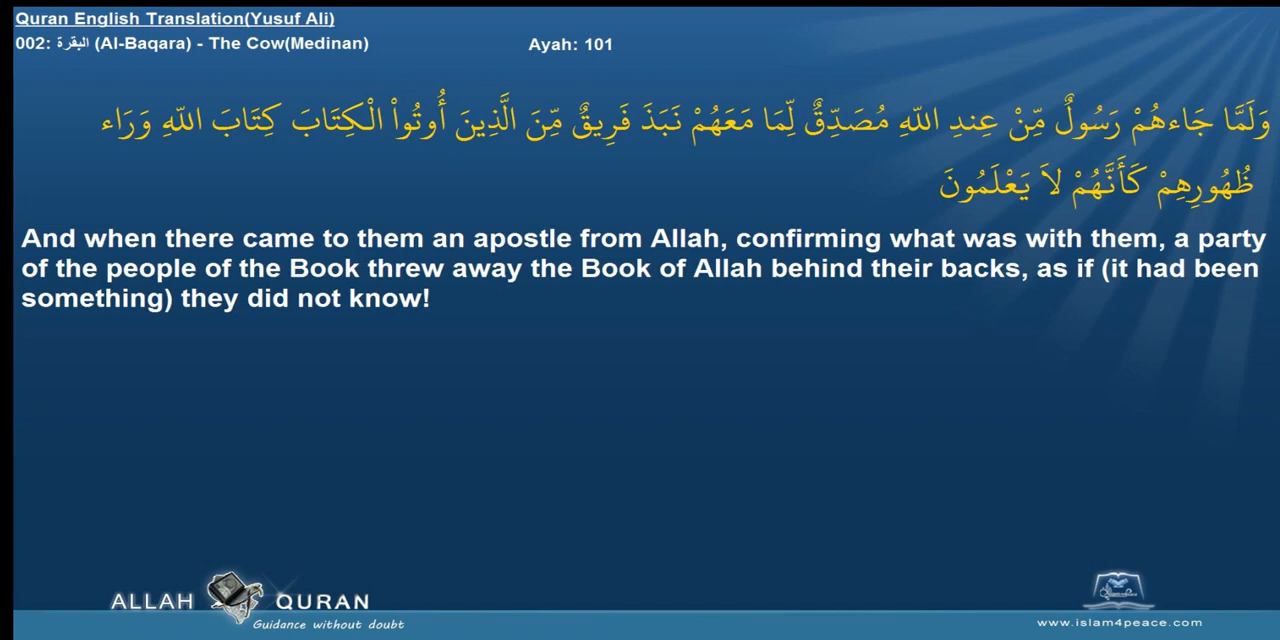 Quran English Translation(Yusuf Ali)
002: البقرة (Al-Baqara) - The Cow(Medinan)
Ayah: 101
وَلَمَّا جَاءهُمْ رَسُولٌ مِّنْ عِندِ اللّهِ مُصَدِّقٌ لِّمَا مَعَهُمْ نَبَذَ فَرِيقٌ مِّنَ الَّذِينَ أُوتُواْ الْكِتَابَ كِتَابَ اللّهِ وَرَاء
ظُهُورِهِمْ كَأَنَّهُمْ لاَ يَعْلَمُونَ
And when there came to them an apostle from Allah, confirming what was with them, a party
of the people of the Book threw away the Book of Allah behind their backs, as if (it had been
something) they did not know!
ALLAH QURAN
Guidance without doubt
www.islam4peace.com